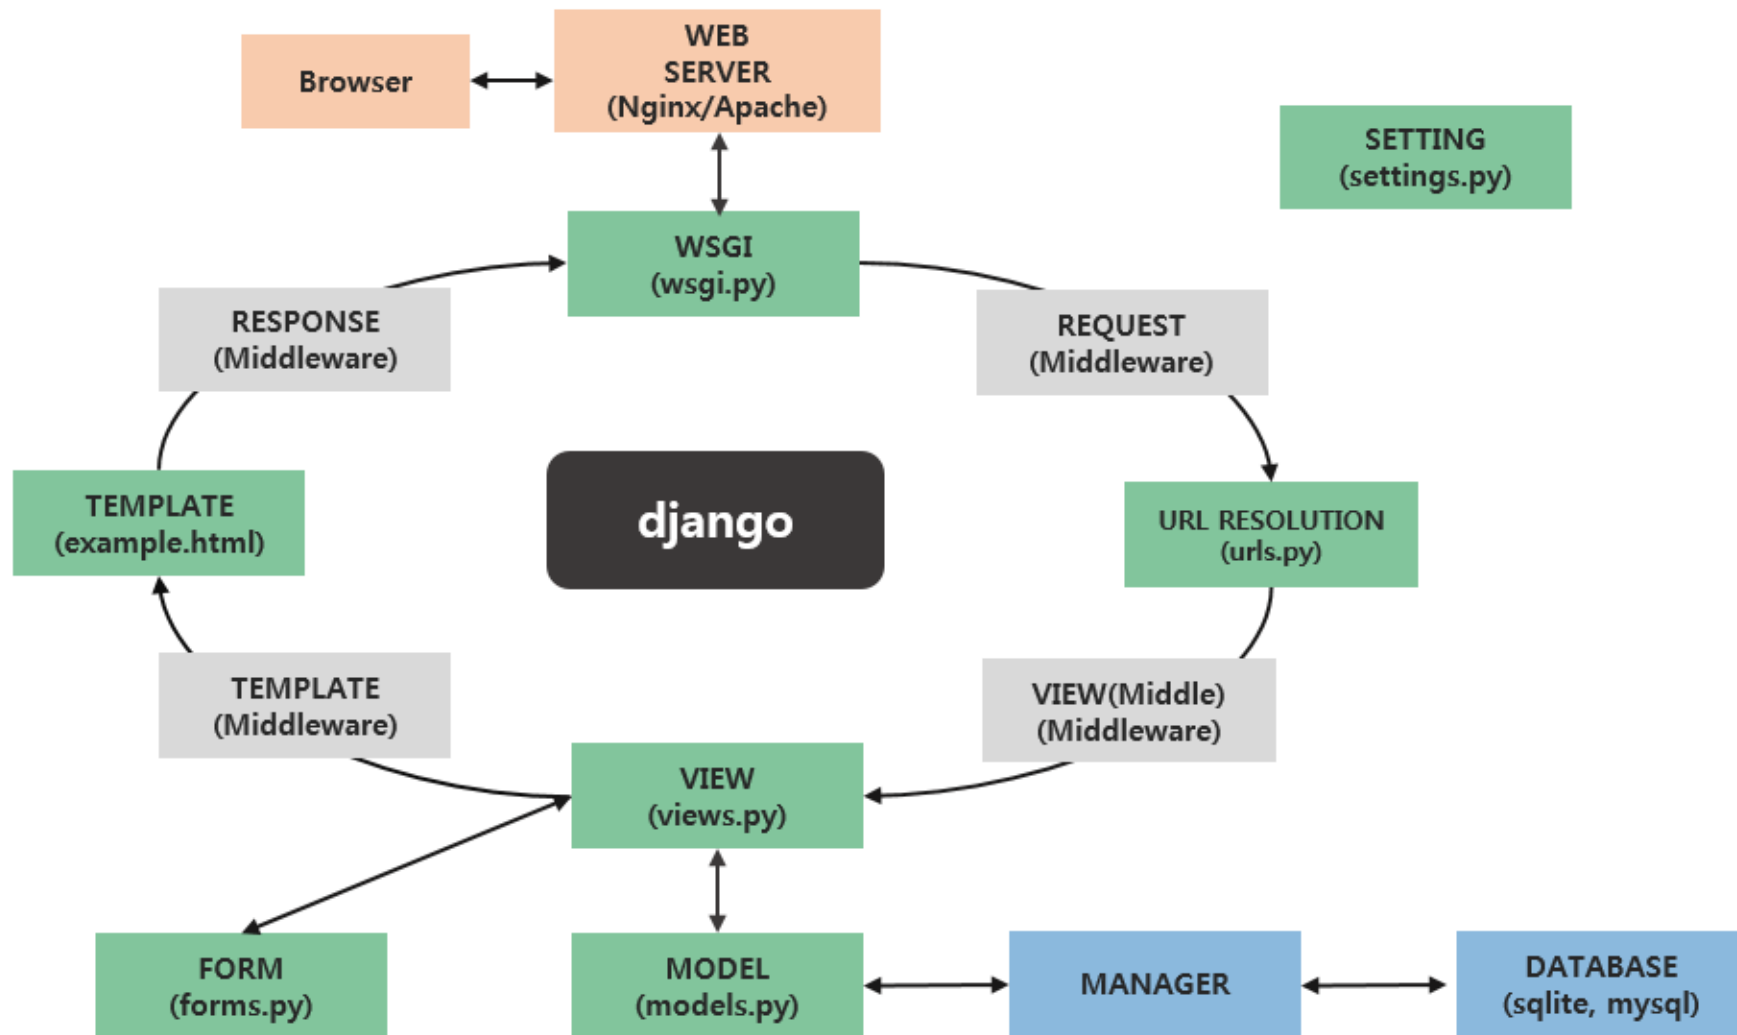 Browser
WEB
SERVER
(Nginx/Apache)
SETTING
(settings.py)
WSGI
(wsgi.py)
RESPONSE
(Middleware)
REQUEST
(Middleware)
TEMPLATE
(example.html)
django
URL RESOLUTION
(urls.py)
TEMPLATE
(Middleware)
VIEW(Middle)
(Middleware)
VIEW
(views.py)
FORM
(forms.py)
MODEL
(models.py)
MANAGER
DATABASE
(sqlite, mysql)